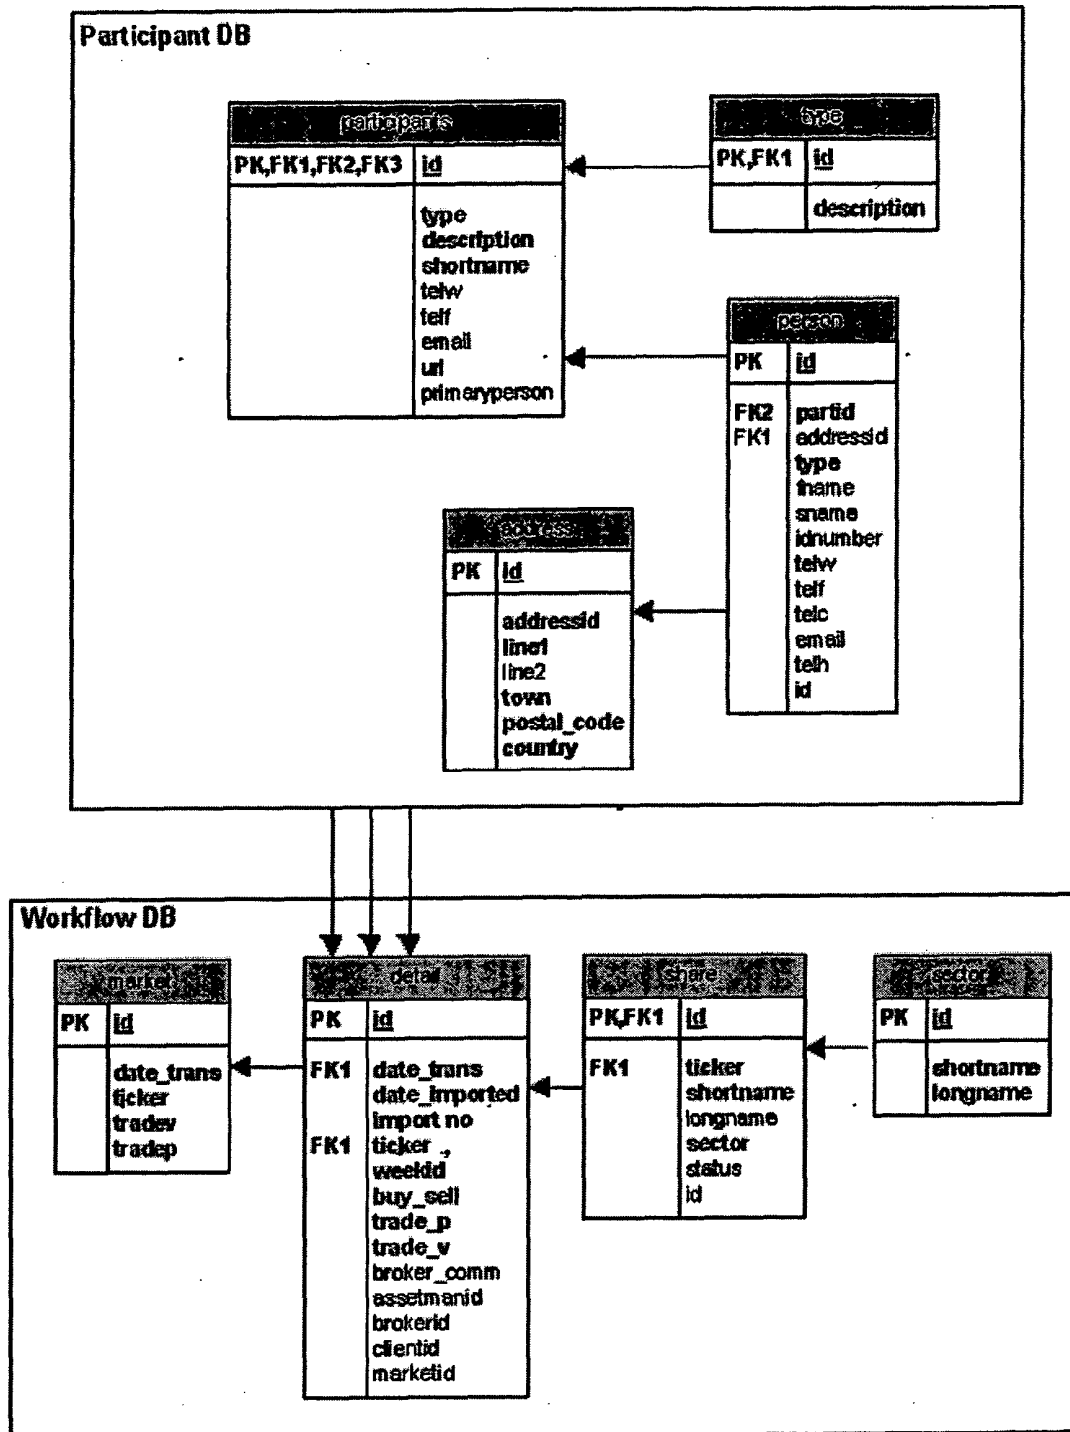 Participant DB
participants
PK,FK1,FK2,FK3 id
type
description
shortname
telw
telf
email
url
primaryperson
type
PK,FK1 id
description
person
PK id
FK2 partid
FK1 addressid
type
fname
sname
idnumber
telw
telf
telc
email
telh
id
address
PK id
addressid
line1
line2
town
postal_code
country
Workflow DB
market
PK id
date_trans
ticker
tradev
tradep
detail
PK id
FK1 date_trans
date_imported
import no
FK1 ticker
weekid
buy_sell
trade_p
trade_v
broker_comm
assetmanid
brokerid
clientid
marketid
share
PK,FK1 id
FK1 ticker
shortname
longname
sector
status
id
sector
PK id
shortname
longname